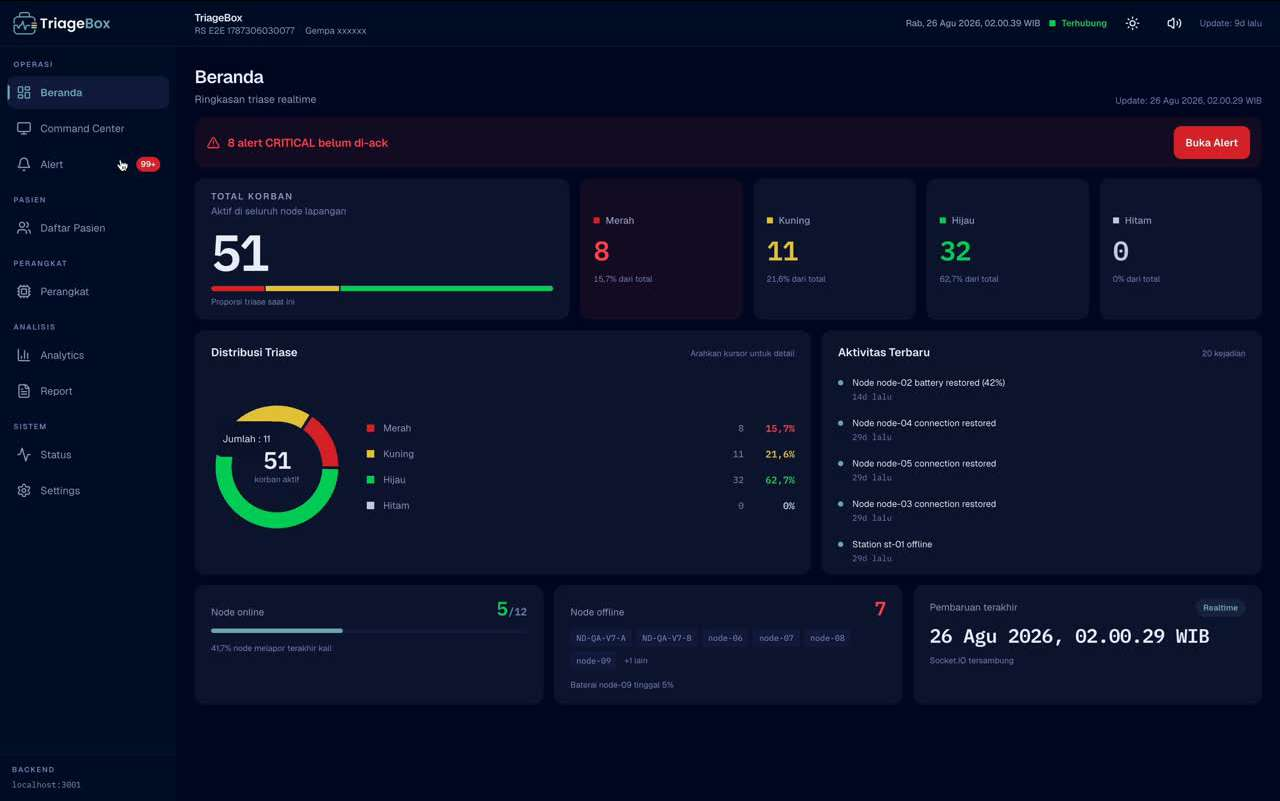 TriageBox
TriageBox
RS E2E 1787306030077 Gempa xxxxxx
Rab, 26 Agu 2026, 02.00.39 WIB Terhubung Update: 9d lalu
OPERASI
Beranda
Command Center
Alert 99+
PASIEN
Daftar Pasien
PERANGKAT
Perangkat
ANALISIS
Analytics
Report
SISTEM
Status
Settings
BACKEND
localhost:3001
Beranda
Ringkasan triase realtime
Update: 26 Agu 2026, 02.00.29 WIB
8 alert CRITICAL belum di-ack
Buka Alert
TOTAL KORBAN
Aktif di seluruh node lapangan
51
Proporsi triase saat ini
Merah
8
15,7% dari total
Kuning
11
21,6% dari total
Hijau
32
62,7% dari total
Hitam
0
0% dari total
Distribusi Triase
Arahkan kursor untuk detail
Jumlah : 11
51
korban aktif
Merah 8 15,7%
Kuning 11 21,6%
Hijau 32 62,7%
Hitam 0 0%
Aktivitas Terbaru
20 kejadian
Node node-02 battery restored (42%)
14d lalu
Node node-04 connection restored
29d lalu
Node node-05 connection restored
29d lalu
Node node-03 connection restored
29d lalu
Station st-01 offline
29d lalu
Node online
5/12
41,7% node melapor terakhir kali
Node offline
7
ND-QA-V7-A ND-QA-V7-B node-06 node-07 node-08
node-09 +1 lain
Baterai node-09 tinggal 5%
Pembaruan terakhir
Realtime
26 Agu 2026, 02.00.29 WIB
Socket.IO tersambung